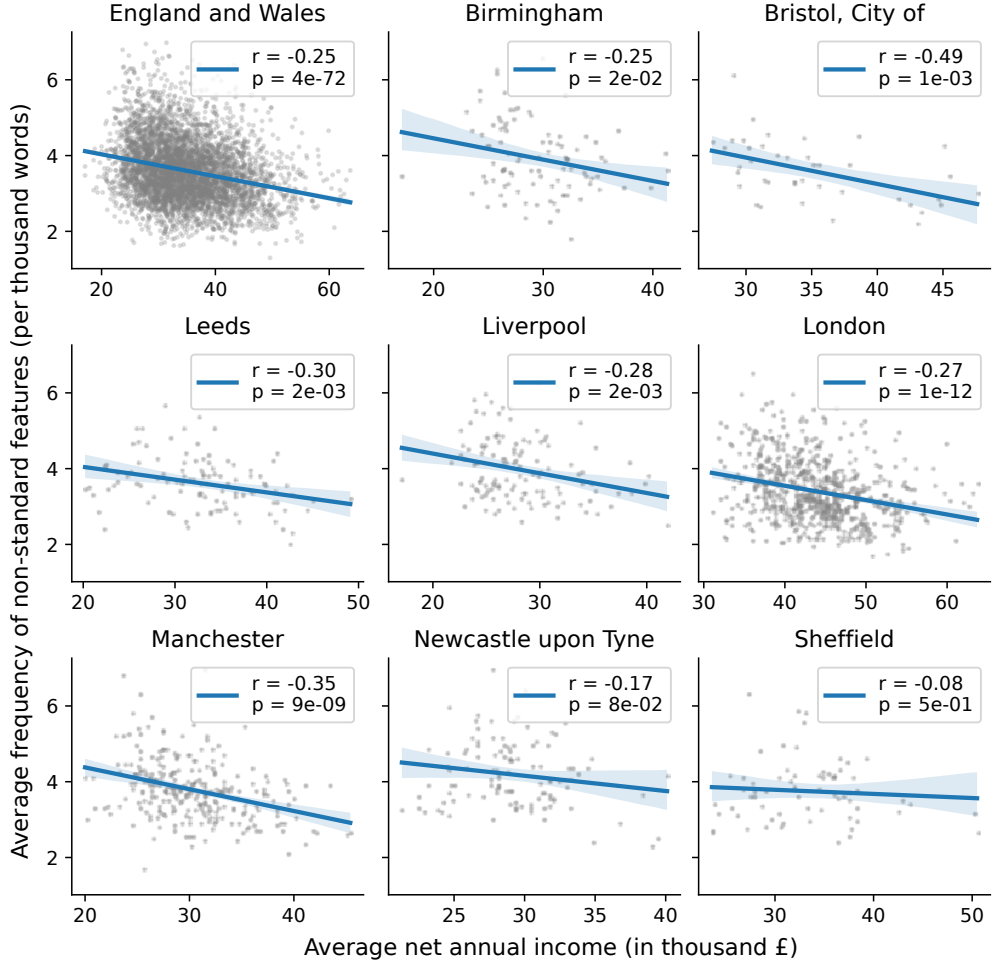 England and Wales
Birmingham
Bristol, City of
r = -0.25
p = 4e-72
r = -0.25
p = 2e-02
r = -0.49
p = 1e-03
6
4
2
20
40
60
20
30
40
30
35
40
45
Leeds
Liverpool
London
r = -0.30
p = 2e-03
r = -0.28
p = 2e-03
r = -0.27
p = 1e-12
6
4
2
20
30
40
50
20
30
40
30
40
50
60
Manchester
Newcastle upon Tyne
Sheffield
r = -0.35
p = 9e-09
r = -0.17
p = 8e-02
r = -0.08
p = 5e-01
6
4
2
20
30
40
25
30
35
40
30
40
50
Average frequency of non-standard features (per thousand words)
Average net annual income (in thousand £)